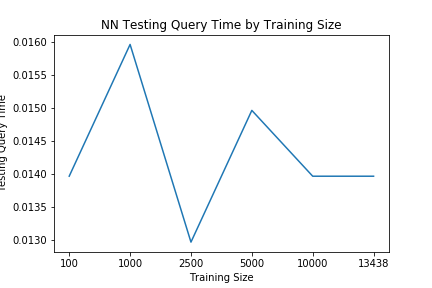 NN Testing Query Time by Training Size
Testing Query Time
0.0160
0.0155
0.0150
0.0145
0.0140
0.0135
0.0130
100 1000 2500 5000 10000 13438
Training Size